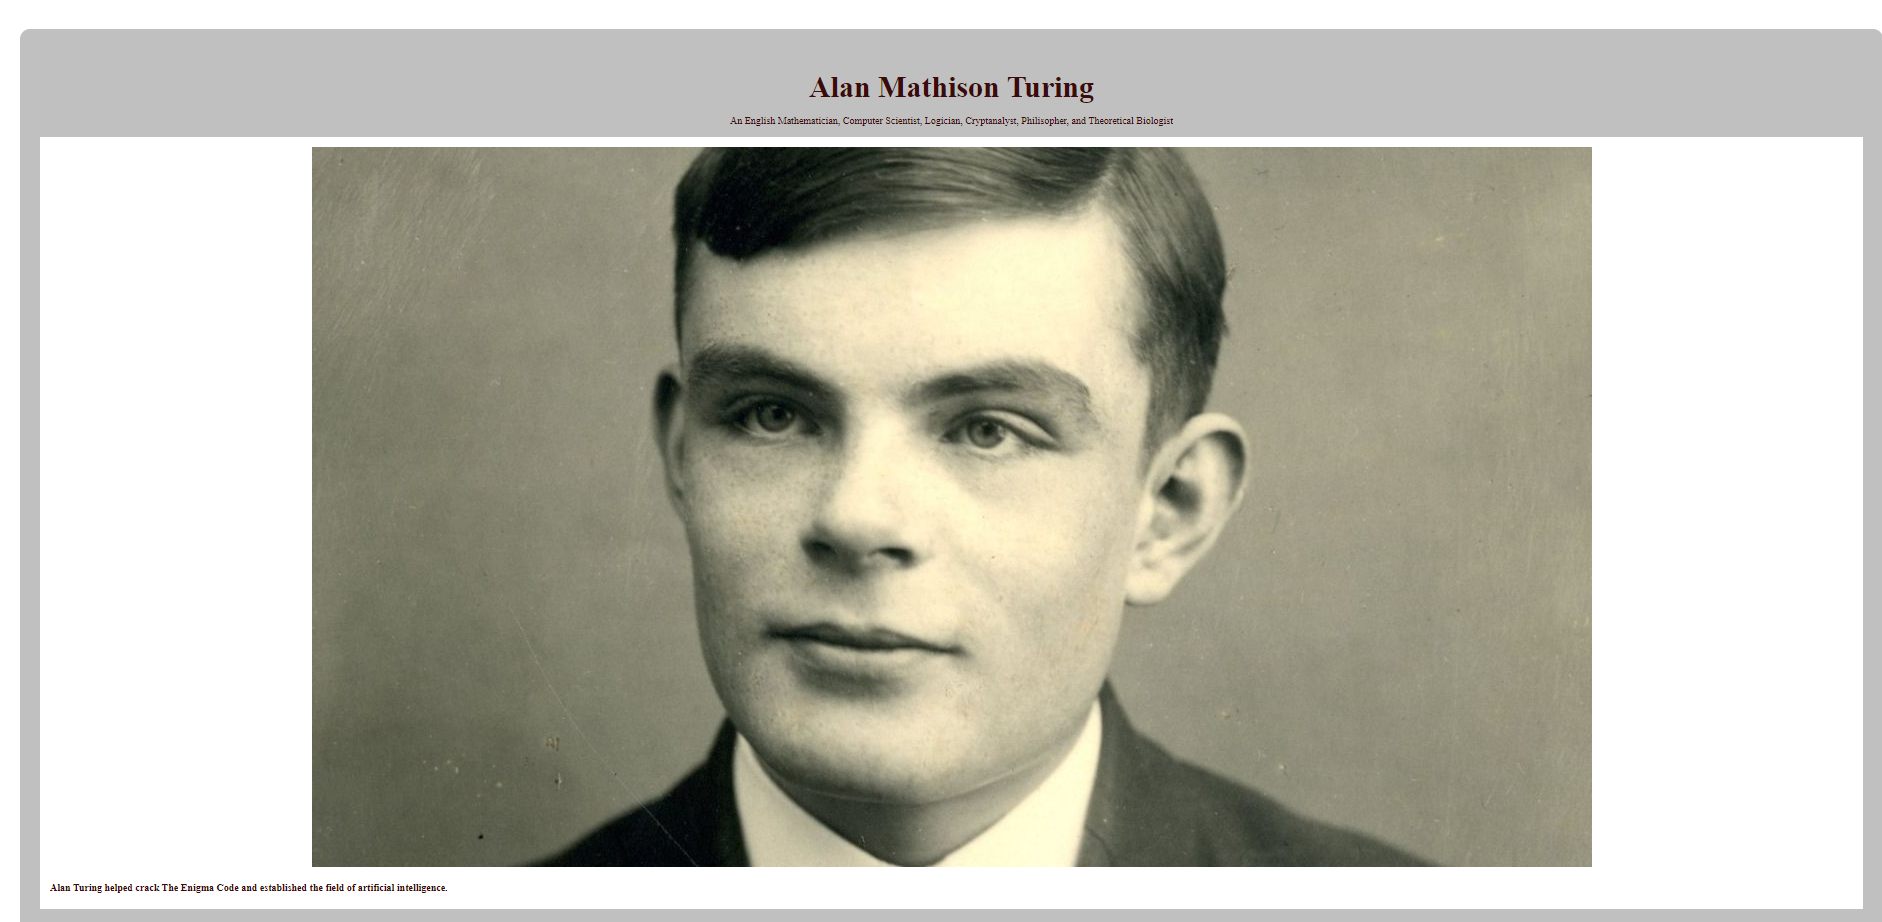 Alan Mathison Turing
An English Mathematician, Computer Scientist, Logician, Cryptanalyst, Philisopher, and Theoretical Biologist
Alan Turing helped crack The Enigma Code and established the field of artificial intelligence.